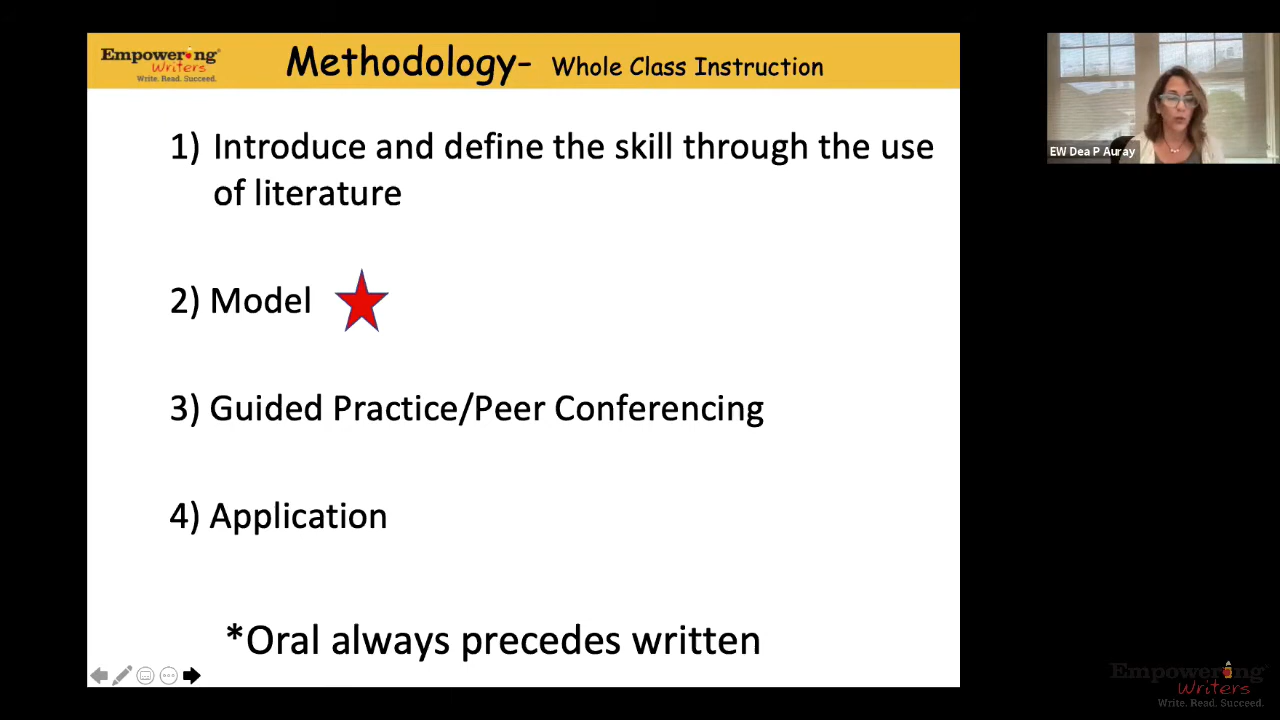 Empowering
Writers
Write. Read. Succeed.
Methodology- Whole Class Instruction
1) Introduce and define the skill through the use
of literature
2) Model
3) Guided Practice/Peer Conferencing
4) Application
*Oral always precedes written
EW Dea P Auray
Empowering
Writers
Write. Read. Succeed.